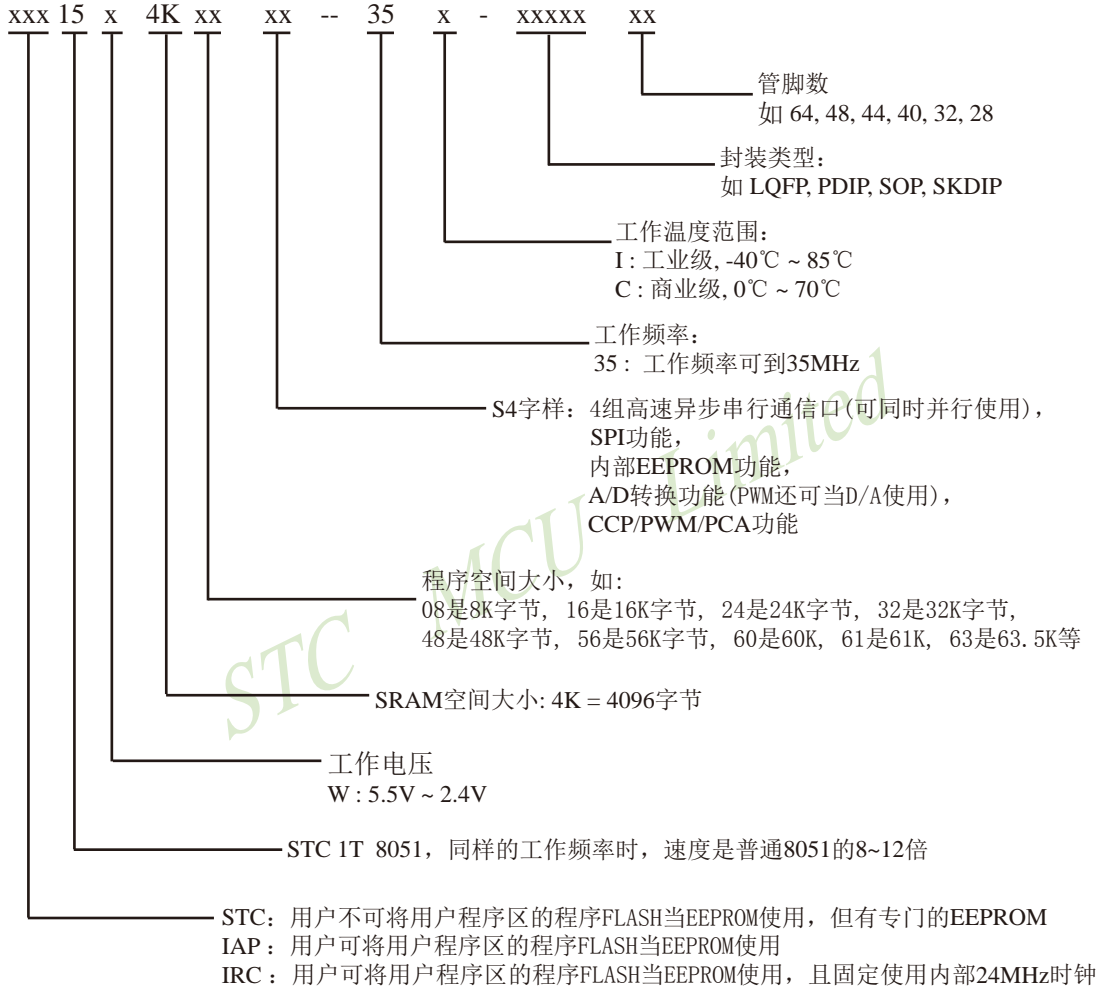 xxx 15 x 4K xx xx -- 35 x - xxxxx xx
管脚数
如 64, 48, 44, 40, 32, 28
封装类型：
如 LQFP, PDIP, SOP, SKDIP
工作温度范围：
I : 工业级, -40℃ ~ 85℃
C : 商业级, 0℃ ~ 70℃
工作频率：
35 : 工作频率可到35MHz
S4字样：4组高速异步串行通信口(可同时并行使用)，
SPI功能，
内部EEPROM功能，
A/D转换功能(PWM还可当D/A使用)，
CCP/PWM/PCA功能
程序空间大小，如:
08是8K字节, 16是16K字节, 24是24K字节, 32是32K字节,
48是48K字节, 56是56K字节, 60是60K, 61是61K, 63是63.5K等
SRAM空间大小: 4K = 4096字节
工作电压
W : 5.5V ~ 2.4V
STC 1T 8051，同样的工作频率时，速度是普通8051的8~12倍
STC：用户不可将用户程序区的程序FLASH当EEPROM使用，但有专门的EEPROM
IAP：用户可将用户程序区的程序FLASH当EEPROM使用
IRC：用户可将用户程序区的程序FLASH当EEPROM使用，且固定使用内部24MHz时钟
STC MCU Limited